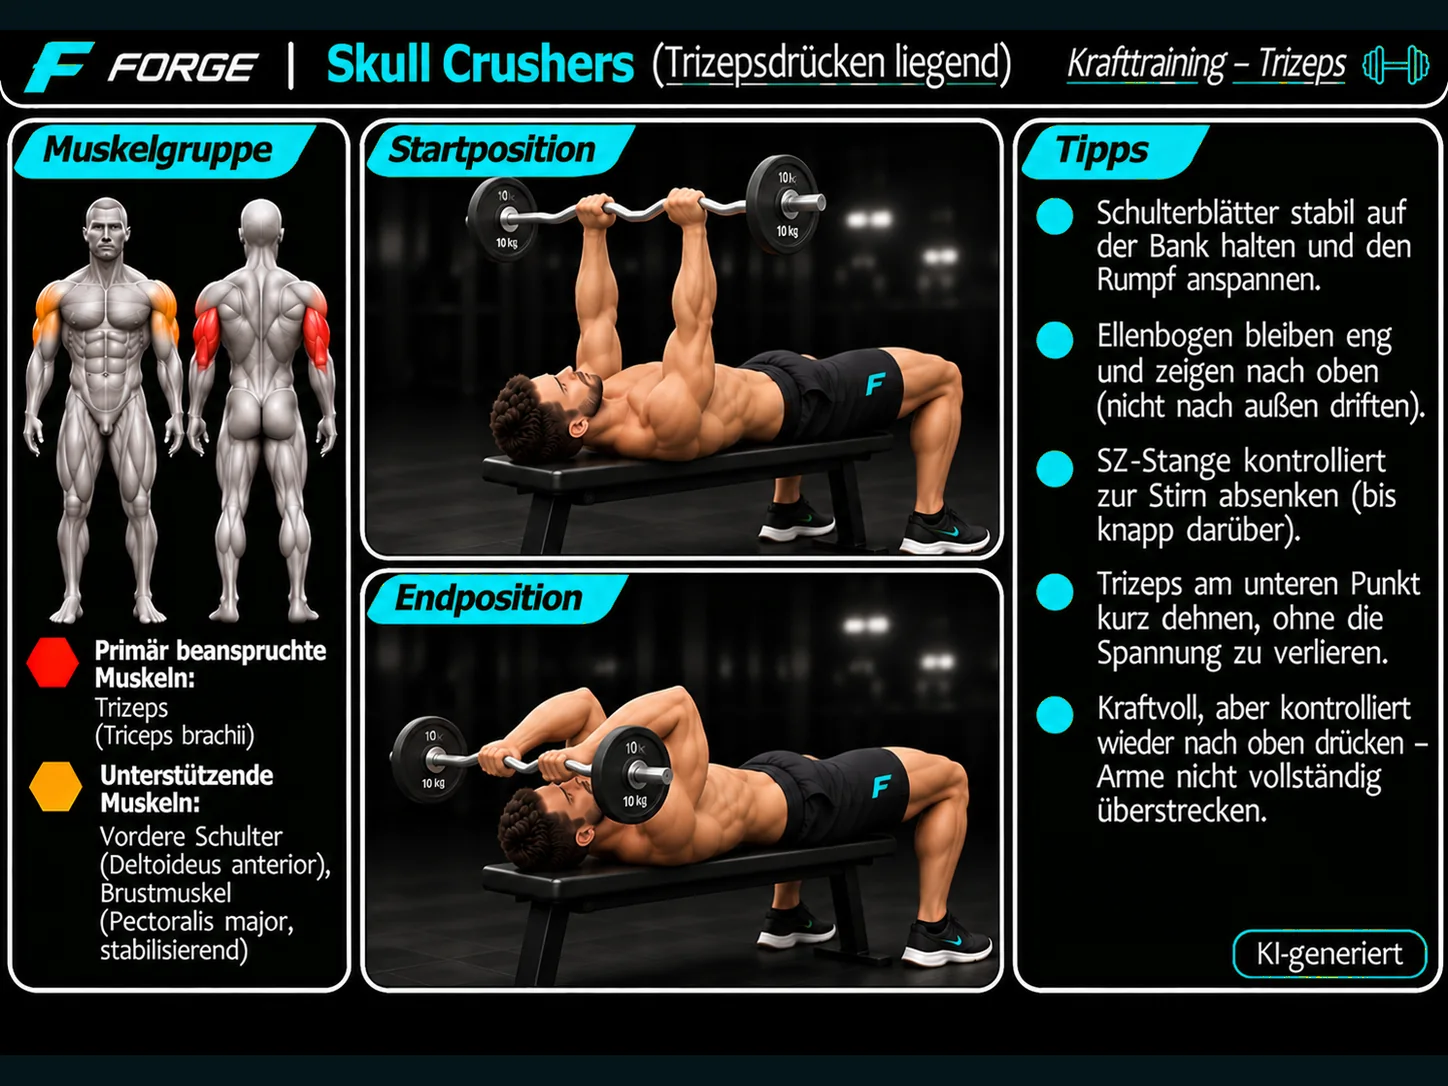 F FORGE | Skull Crushers (Trizepsdrücken liegend)
Krafttraining – Trizeps
Muskelgruppe
Primär beanspruchte
Muskeln:
Trizeps
(Triceps brachii)
Unterstützende
Muskeln:
Vordere Schulter
(Deltoideus anterior),
Brustmuskel
(Pectoralis major,
stabilisierend)
Startposition
10k
10 kg
10k
10 kg
F
Endposition
10k
10 kg
10k
10 kg
F
Tipps
Schulterblätter stabil auf
der Bank halten und den
Rumpf anspannen.
Ellenbogen bleiben eng
und zeigen nach oben
(nicht nach außen driften).
SZ-Stange kontrolliert
zur Stirn absenken (bis
knapp darüber).
Trizeps am unteren Punkt
kurz dehnen, ohne die
Spannung zu verlieren.
Kraftvoll, aber kontrolliert
wieder nach oben drücken –
Arme nicht vollständig
überstrecken.
KI-generiert